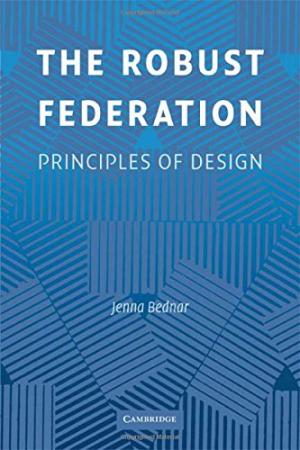 THE ROBUST
FEDERATION
PRINCIPLES OF DESIGN
Jenna Bednar
CAMBRIDGE